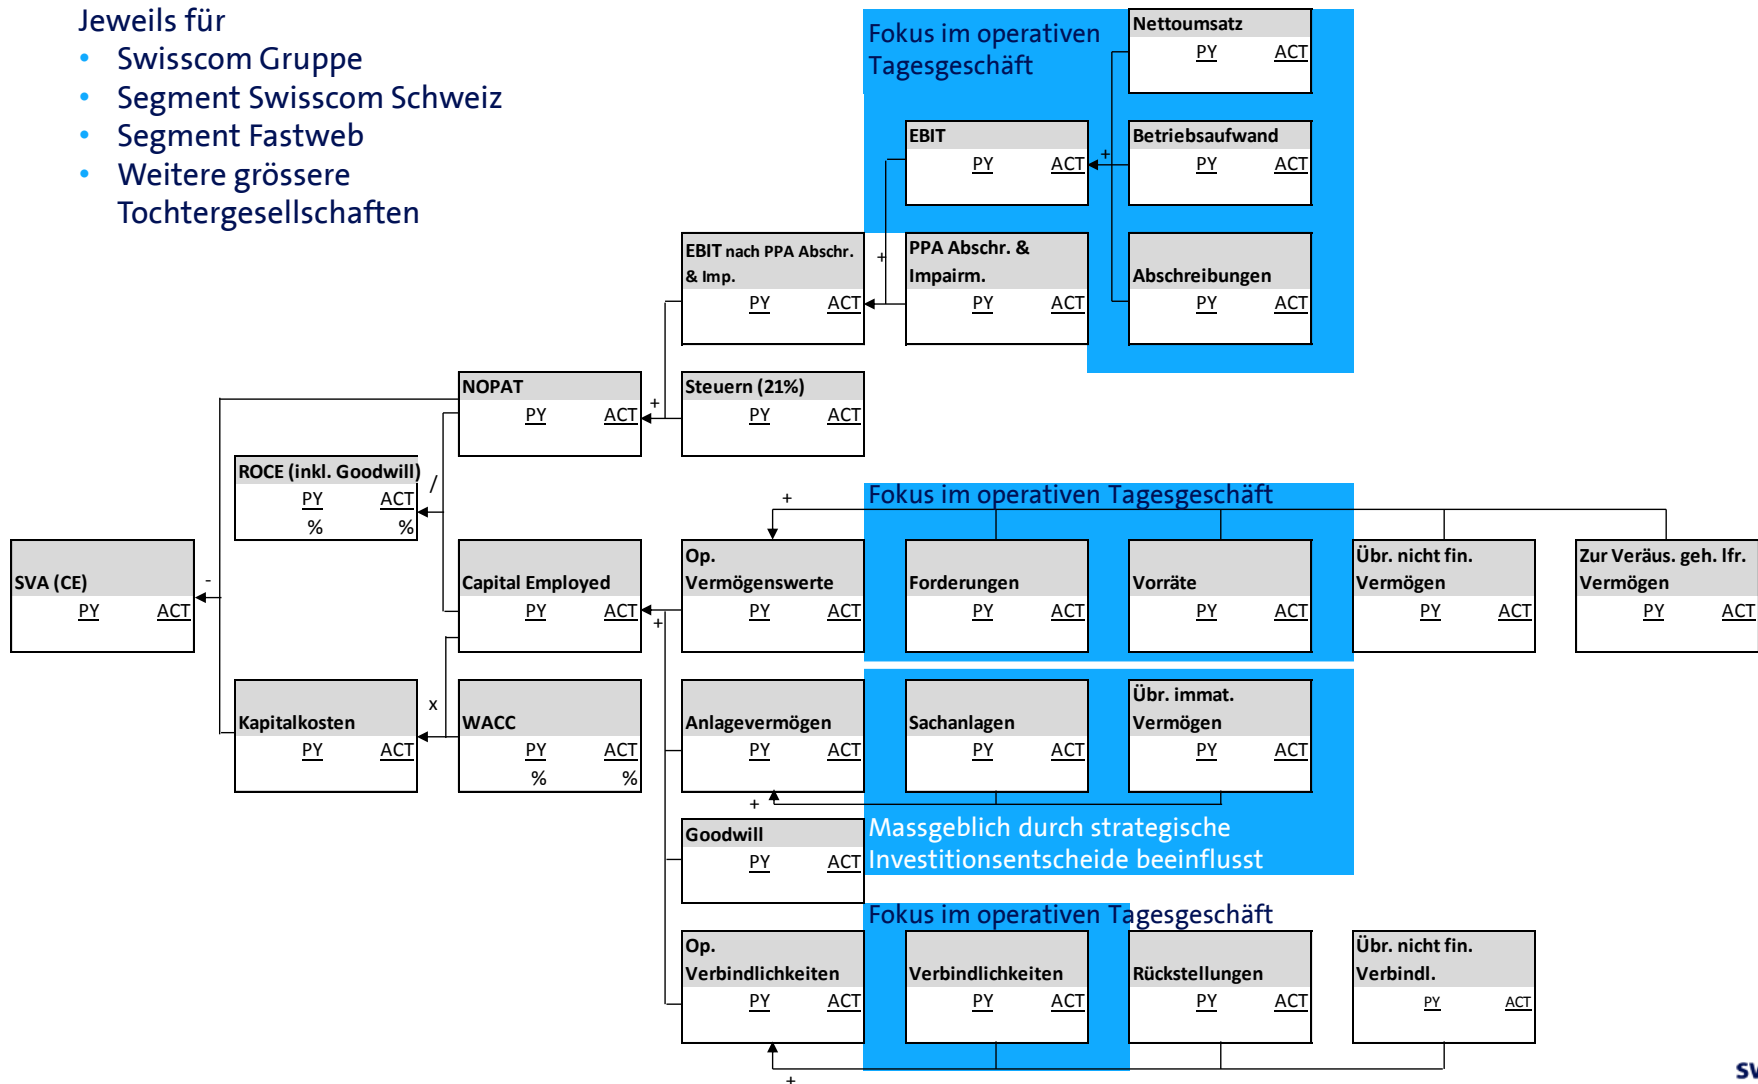 Jeweils für
• Swisscom Gruppe
• Segment Swisscom Schweiz
• Segment Fastweb
• Weitere grössere
Tochtergesellschaften
Fokus im operativen
Tagesgeschäft
Nettoumsatz
PY ACT
EBIT
PY ACT
+
Betriebsaufwand
PY ACT
EBIT nach PPA Abschr.
& Imp.
PY ACT
+
PPA Abschr. &
Impairm.
PY ACT
Abschreibungen
PY ACT
NOPAT
PY ACT
+
Steuern (21%)
PY ACT
ROCE (inkl. Goodwill)
PY ACT
% %
/
Fokus im operativen Tagesgeschäft
+
SVA (CE)
PY ACT
-
Capital Employed
PY ACT
+
Op.
Vermögenswerte
PY ACT
Forderungen
PY ACT
Vorräte
PY ACT
Übr. nicht fin.
Vermögen
PY ACT
Zur Veräus. geh. lfr.
Vermögen
PY ACT
Kapitalkosten
PY ACT
x
WACC
PY ACT
% %
Anlagevermögen
PY ACT
+
Sachanlagen
PY ACT
Übr. immat.
Vermögen
PY ACT
Goodwill
PY ACT
Massgeblich durch strategische
Investitionsentscheide beeinflusst
Fokus im operativen Tagesgeschäft
Op.
Verbindlichkeiten
PY ACT
Verbindlichkeiten
PY ACT
Rückstellungen
PY ACT
Übr. nicht fin.
Verbindl.
PY ACT
+